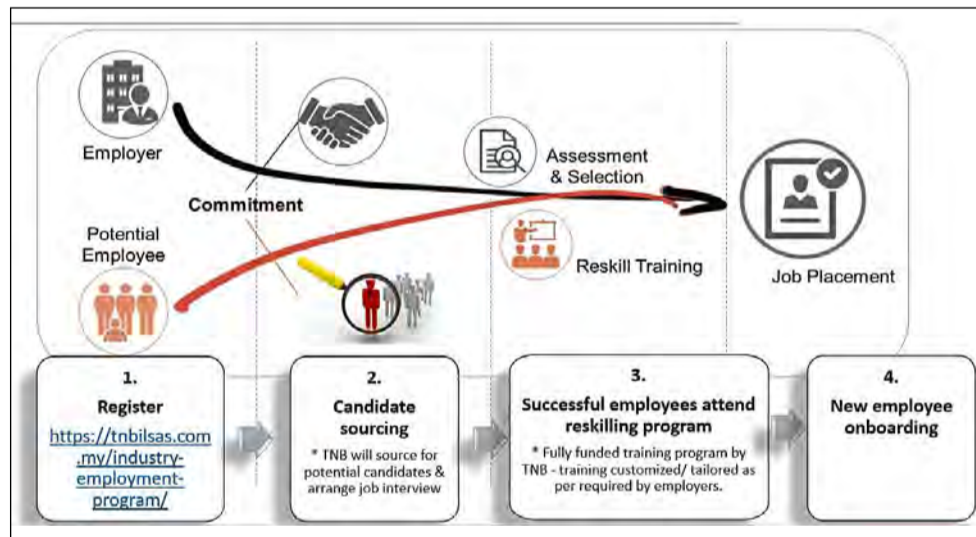 Employer
Commitment
Potential
Employee
Assessment
& Selection
Reskill Training
Job Placement
1.
Register
https://tnbilsas.com
.my/industry-
employment-
program/
2.
Candidate
sourcing
* TNB will source for
potential candidates &
arrange job interview
3.
Successful employees attend
reskilling program
* Fully funded training program by
TNB - training customized/ tailored as
per required by employers.
4.
New employee
onboarding